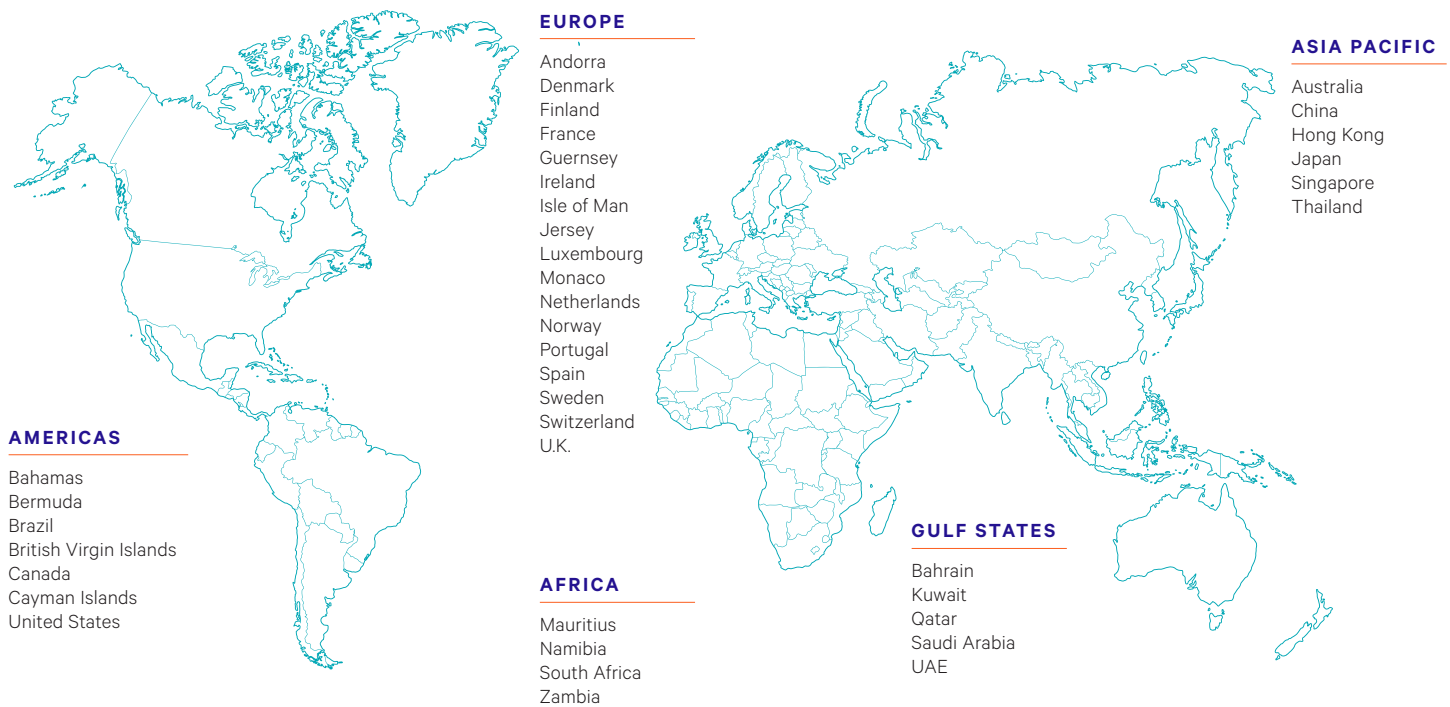 EUROPE
Andorra
Denmark
Finland
France
Guernsey
Ireland
Isle of Man
Jersey
Luxembourg
Monaco
Netherlands
Norway
Portugal
Spain
Sweden
Switzerland
U.K.
ASIA PACIFIC
Australia
China
Hong Kong
Japan
Singapore
Thailand
AMERICAS
Bahamas
Bermuda
Brazil
British Virgin Islands
Canada
Cayman Islands
United States
AFRICA
Mauritius
Namibia
South Africa
Zambia
GULF STATES
Bahrain
Kuwait
Qatar
Saudi Arabia
UAE